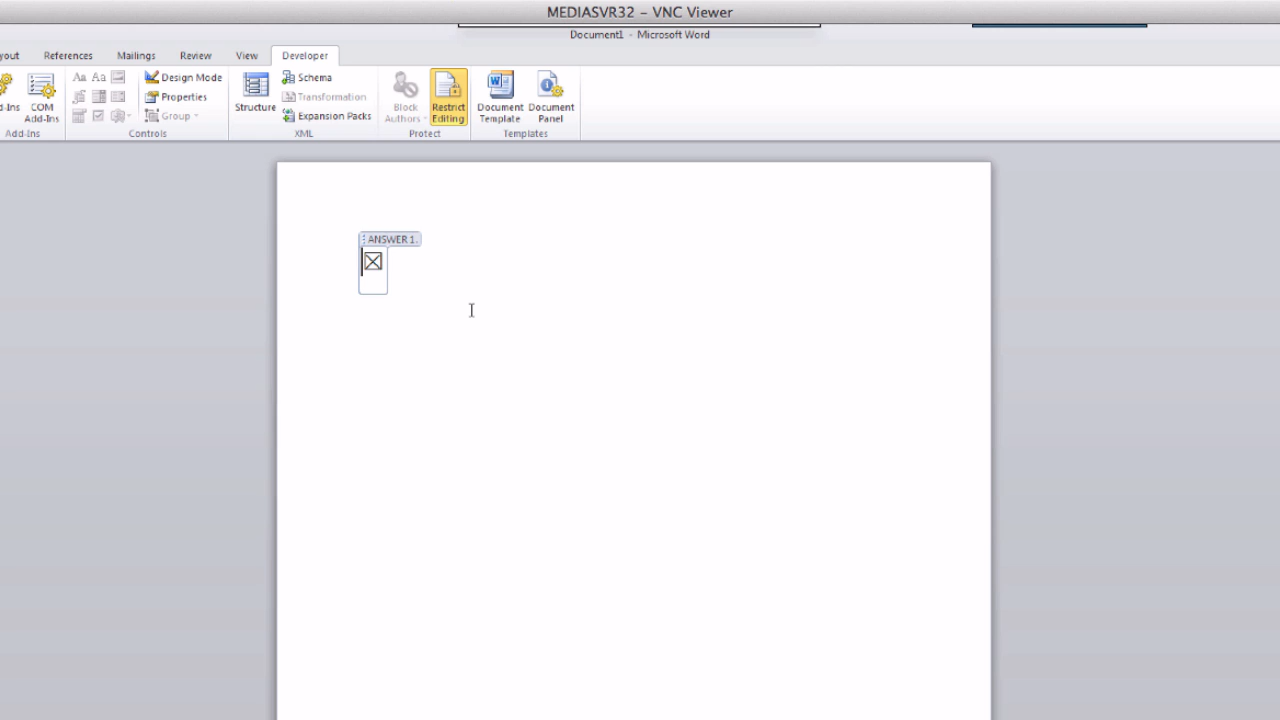 MEDIASVR32 – VNC Viewer
Document1 - Microsoft Word
yout References Mailings Review View Developer
d-Ins
COM
Add-Ins
Add-Ins
Aa Aa
Design Mode
Properties
Group
Controls
Structure
Schema
Transformation
Expansion Packs
XML
Block
Authors
Restrict
Editing
Protect
Document
Template
Document
Panel
Templates
ANSWER 1.